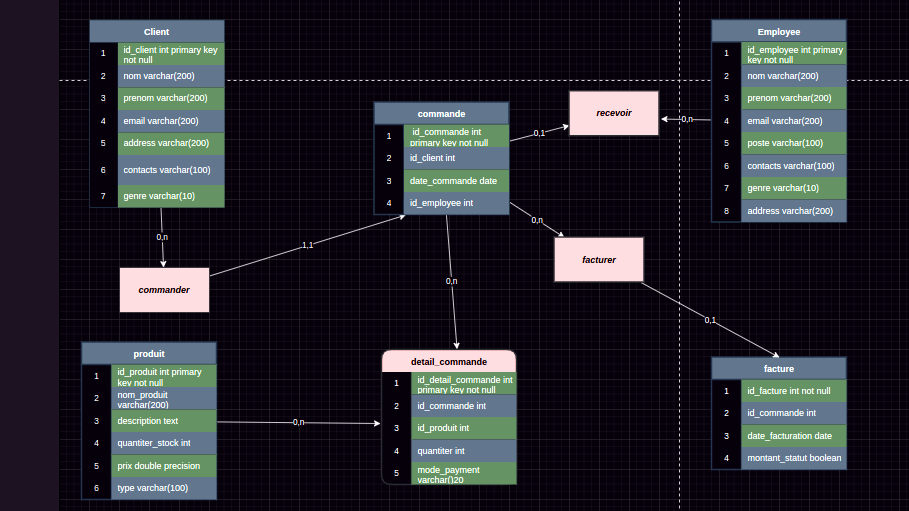 Client
1 id_client int primary key
not null
2 nom varchar(200)
3 prenom varchar(200)
4 email varchar(200)
5 address varchar(200)
6 contacts varchar(100)
7 genre varchar(10)
0,n
commander
1,1
commande
1 id_commande int
primary key not null
2 id_client int
3 date_commande date
4 id_employee int
0,1
recevoir
0,n
Employee
1 id_employee int primary
key not null
2 nom varchar(200)
3 prenom varchar(200)
4 email varchar(200)
5 poste varchar(100)
6 contacts varchar(100)
7 genre varchar(10)
8 address varchar(200)
0,n
facturer
0,1
0,n
produit
1 id_produit int primary
key not null
2 nom_produit
varchar(200)
3 description text
4 quantiter_stock int
5 prix double precision
6 type varchar(100)
0,n
detail_commande
1 id_detail_commande int
primary key not null
2 id_commande int
3 id_produit int
4 quantiter int
5 mode_payment
varchar()20
facture
1 id_facture int not null
2 id_commande int
3 date_facturation date
4 montant_statut boolean